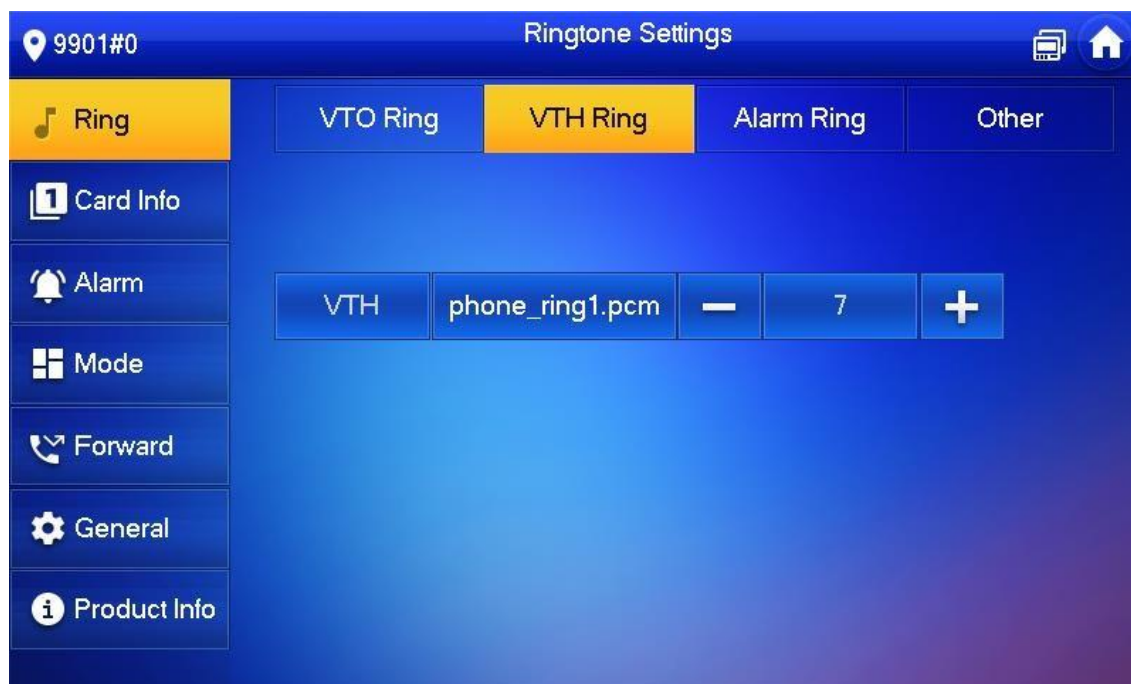 9901#0
Ringtone Settings
Ring
Card Info
Alarm
Mode
Forward
General
Product Info
VTO Ring
VTH Ring
Alarm Ring
Other
VTH
phone_ring1.pcm
7